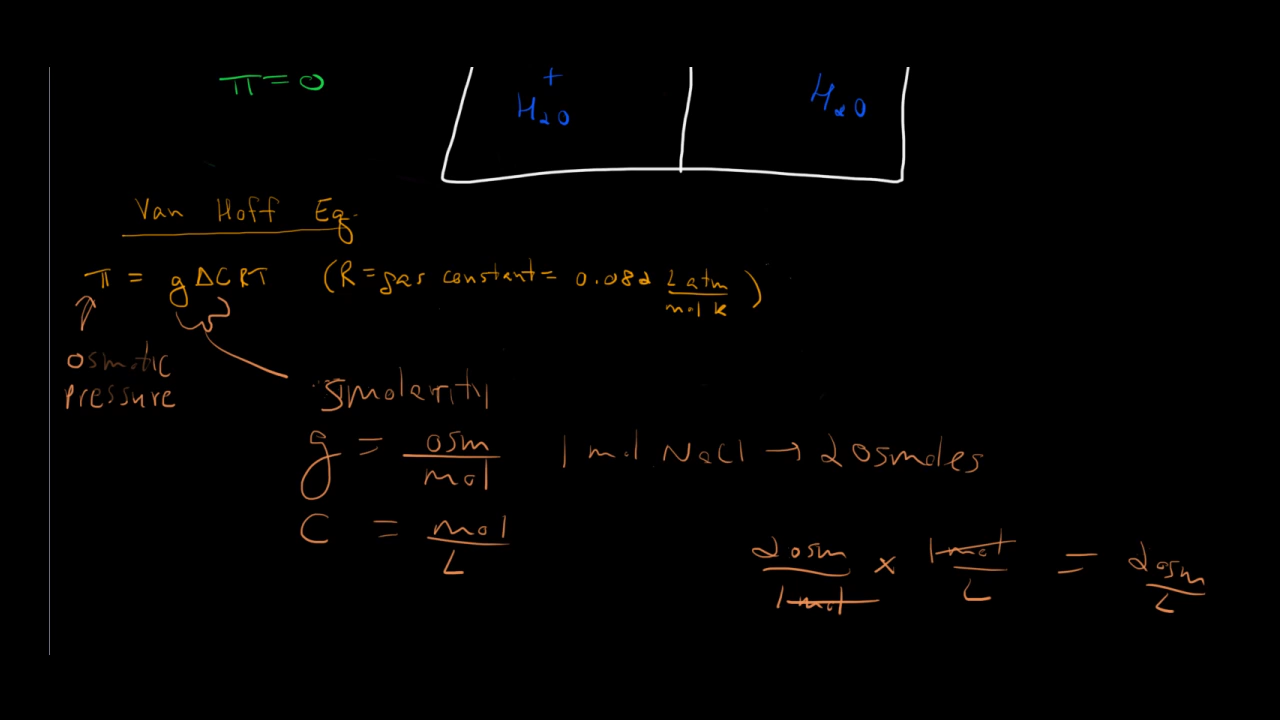 π = 0
+
H₂O
H₂O
Van Hoff Eq.
π = g ΔCRT (R = gas constant = 0.082 L atm / mol K)
osmotic
pressure
osmolarity
g = osm / mol 1 mol NaCl → 2 osmoles
C = mol / L
2 osm / 1 mol × 1 mol / L = 2 osm / L